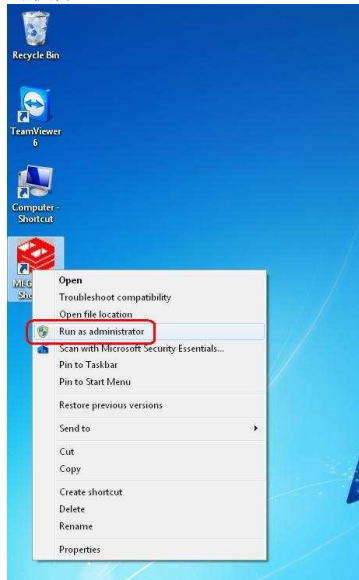 Recycle Bin
TeamViewer
6
Computer -
Shortcut
Open
Troubleshoot compatibility
Open file location
Run as administrator
Scan with Microsoft Security Essentials...
Pin to Taskbar
Pin to Start Menu
Restore previous versions
Send to
Cut
Copy
Create shortcut
Delete
Rename
Properties